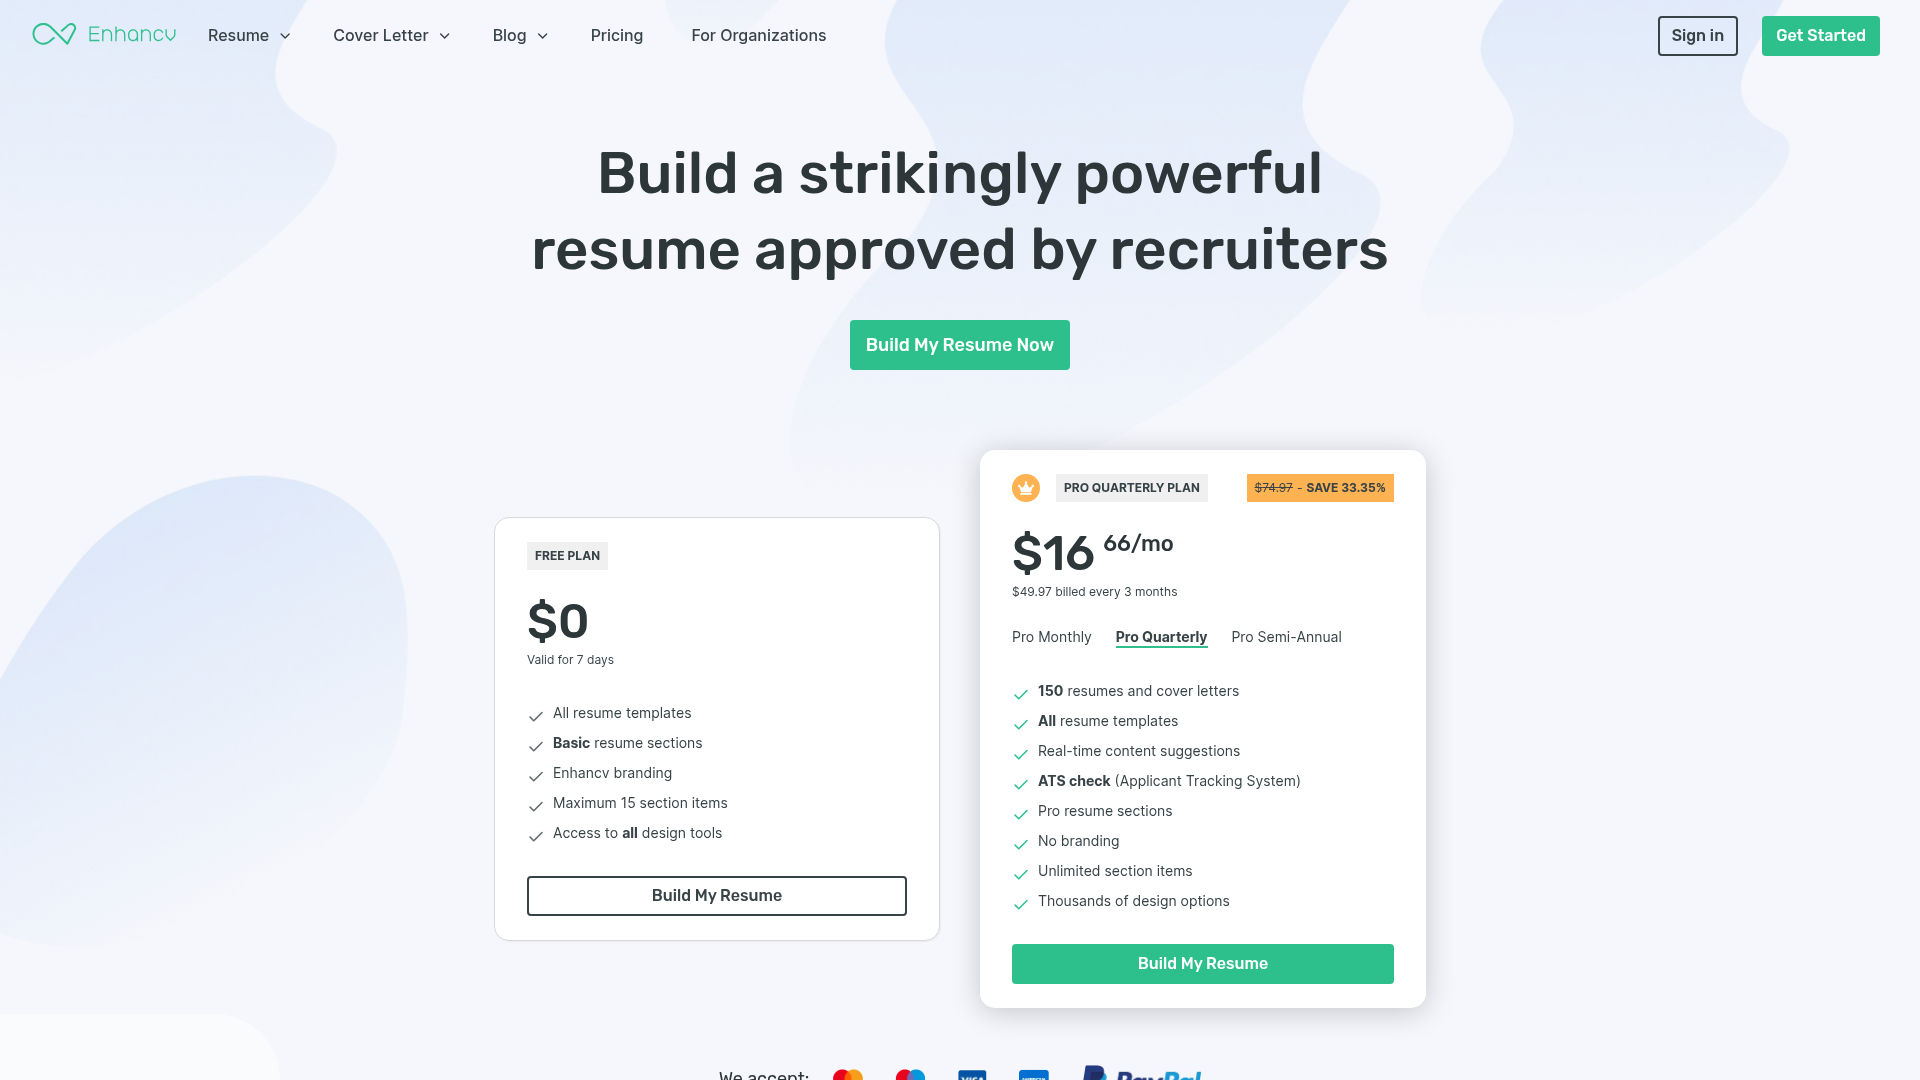 Enhancv
Resume
Cover Letter
Blog
Pricing
For Organizations
Sign in
Get Started
Build a strikingly powerful
resume approved by recruiters
Build My Resume Now
FREE PLAN
$0
Valid for 7 days
All resume templates
Basic resume sections
Enhancv branding
Maximum 15 section items
Access to all design tools
Build My Resume
PRO QUARTERLY PLAN
$74.97 - SAVE 33.35%
$16 66/mo
$49.97 billed every 3 months
Pro Monthly
Pro Quarterly
Pro Semi-Annual
150 resumes and cover letters
All resume templates
Real-time content suggestions
ATS check (Applicant Tracking System)
Pro resume sections
No branding
Unlimited section items
Thousands of design options
Build My Resume
We accept:
VISA
PayPal